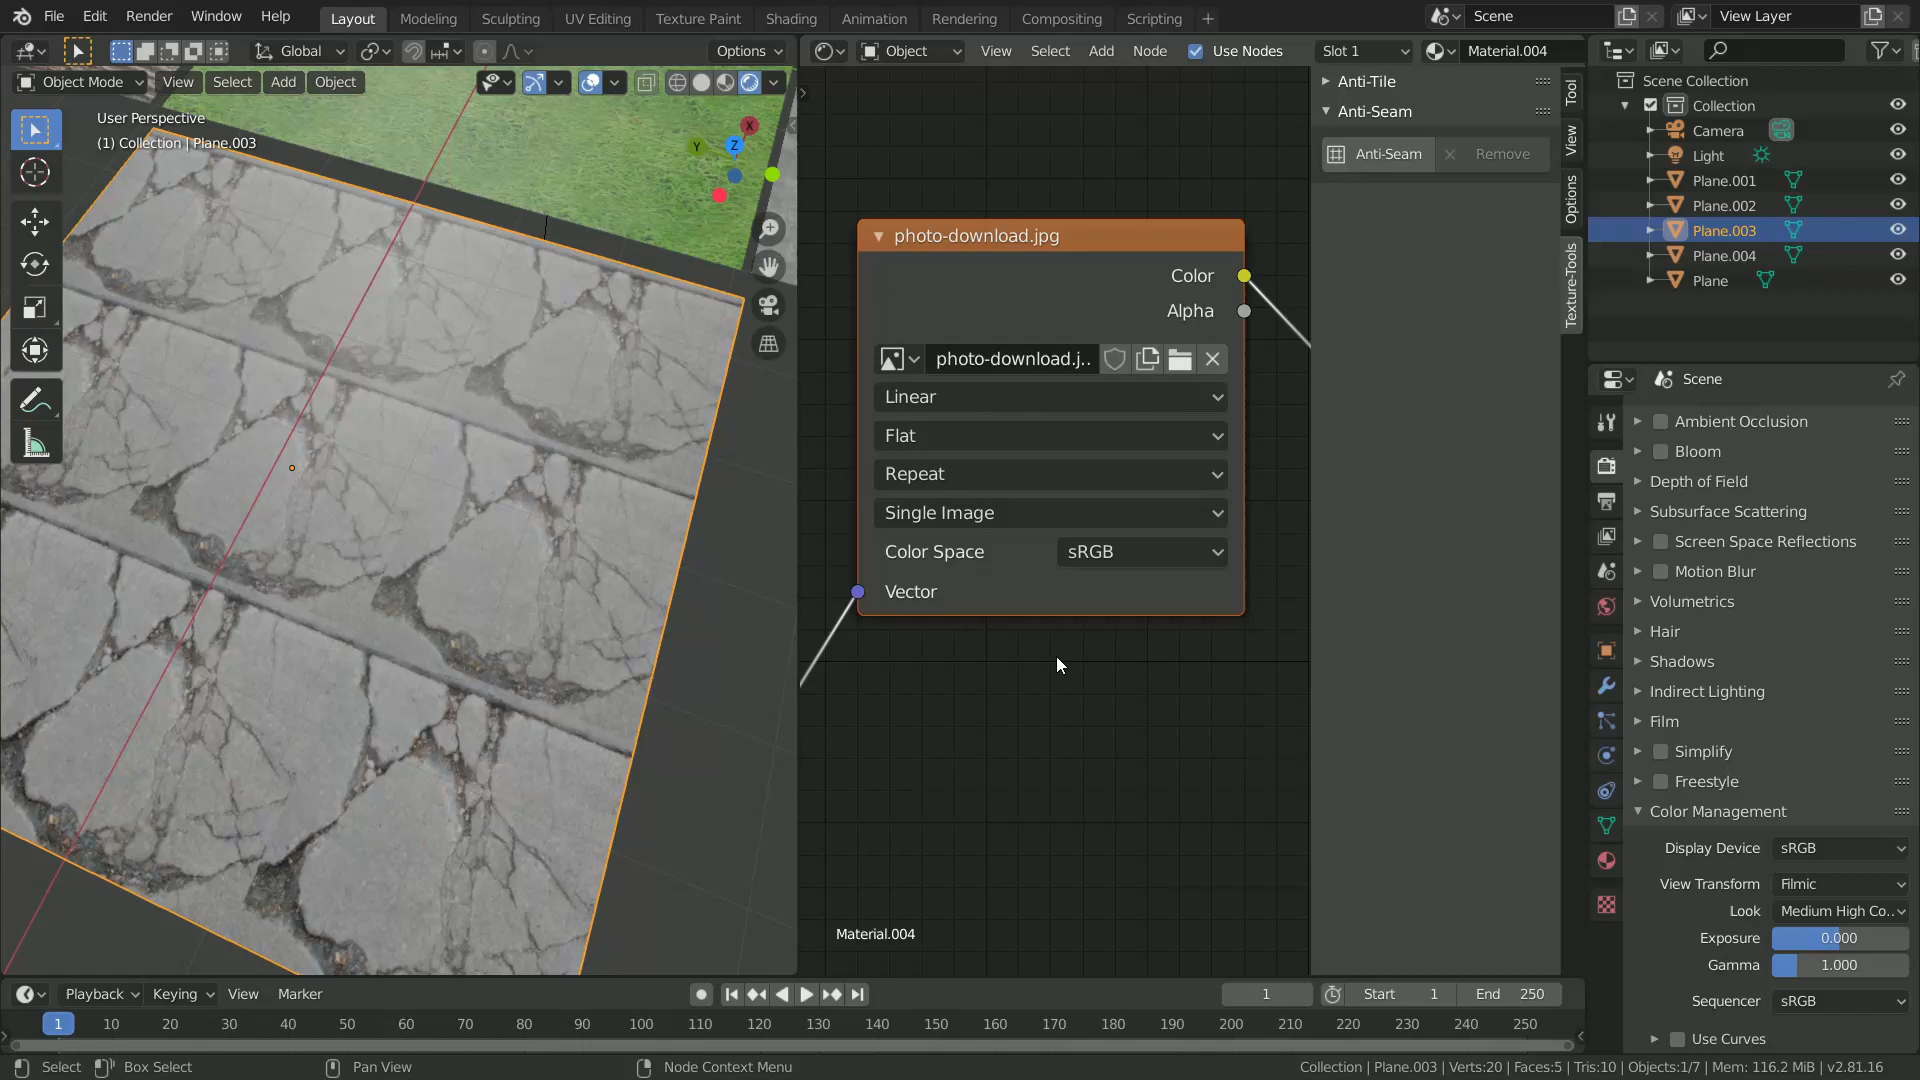 File Edit Render Window Help Layout Modeling Sculpting UV Editing Texture Paint Shading Animation Rendering Compositing Scripting + Scene View Layer
Global Options
Object View Select Add Node Use Nodes Slot 1 Material.004
Object Mode View Select Add Object
User Perspective
(1) Collection | Plane.003
X
Y
Z
photo-download.jpg
Color
Alpha
photo-download.j..
Linear
Flat
Repeat
Single Image
Color Space sRGB
Vector
Material.004
Anti-Tile
Anti-Seam
Anti-Seam Remove
Tool
View
Options
Texture-Tools
Scene Collection
Collection
Camera
Light
Plane.001
Plane.002
Plane.003
Plane.004
Plane
Scene
Ambient Occlusion
Bloom
Depth of Field
Subsurface Scattering
Screen Space Reflections
Motion Blur
Volumetrics
Hair
Shadows
Indirect Lighting
Film
Simplify
Freestyle
Color Management
Display Device sRGB
View Transform Filmic
Look Medium High Co..
Exposure 0.000
Gamma 1.000
Sequencer sRGB
Use Curves
Playback Keying View Marker 1 Start 1 End 250
1 10 20 30 40 50 60 70 80 90 100 110 120 130 140 150 160 170 180 190 200 210 220 230 240 250
Select Box Select Pan View Node Context Menu Collection | Plane.003 | Verts:20 | Faces:5 | Tris:10 | Objects:1/7 | Mem: 116.2 MiB | v2.81.16